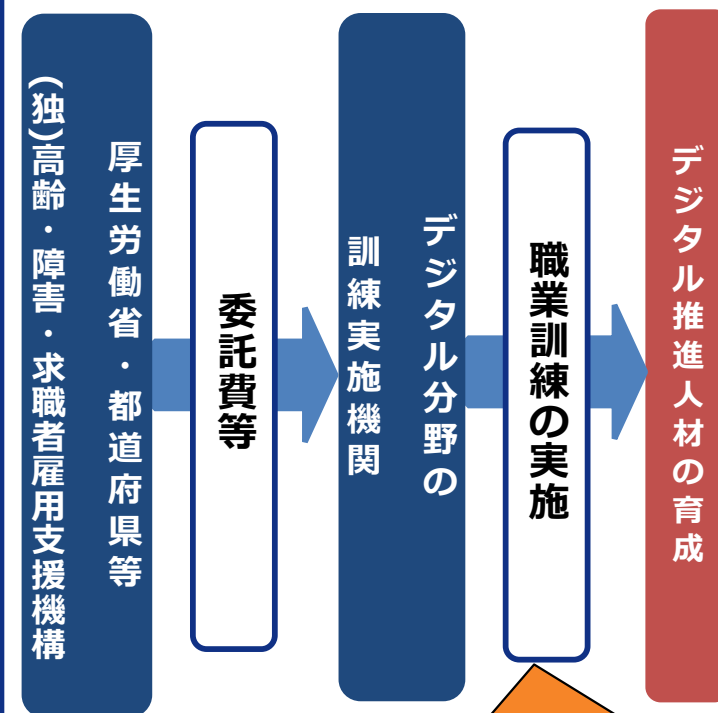 厚生労働省・都道府県等
(独)高齢・障害・求職者雇用支援機構
委託費等
デジタル分野の
訓練実施機関
職業訓練の実施
デジタル推進人材の育成